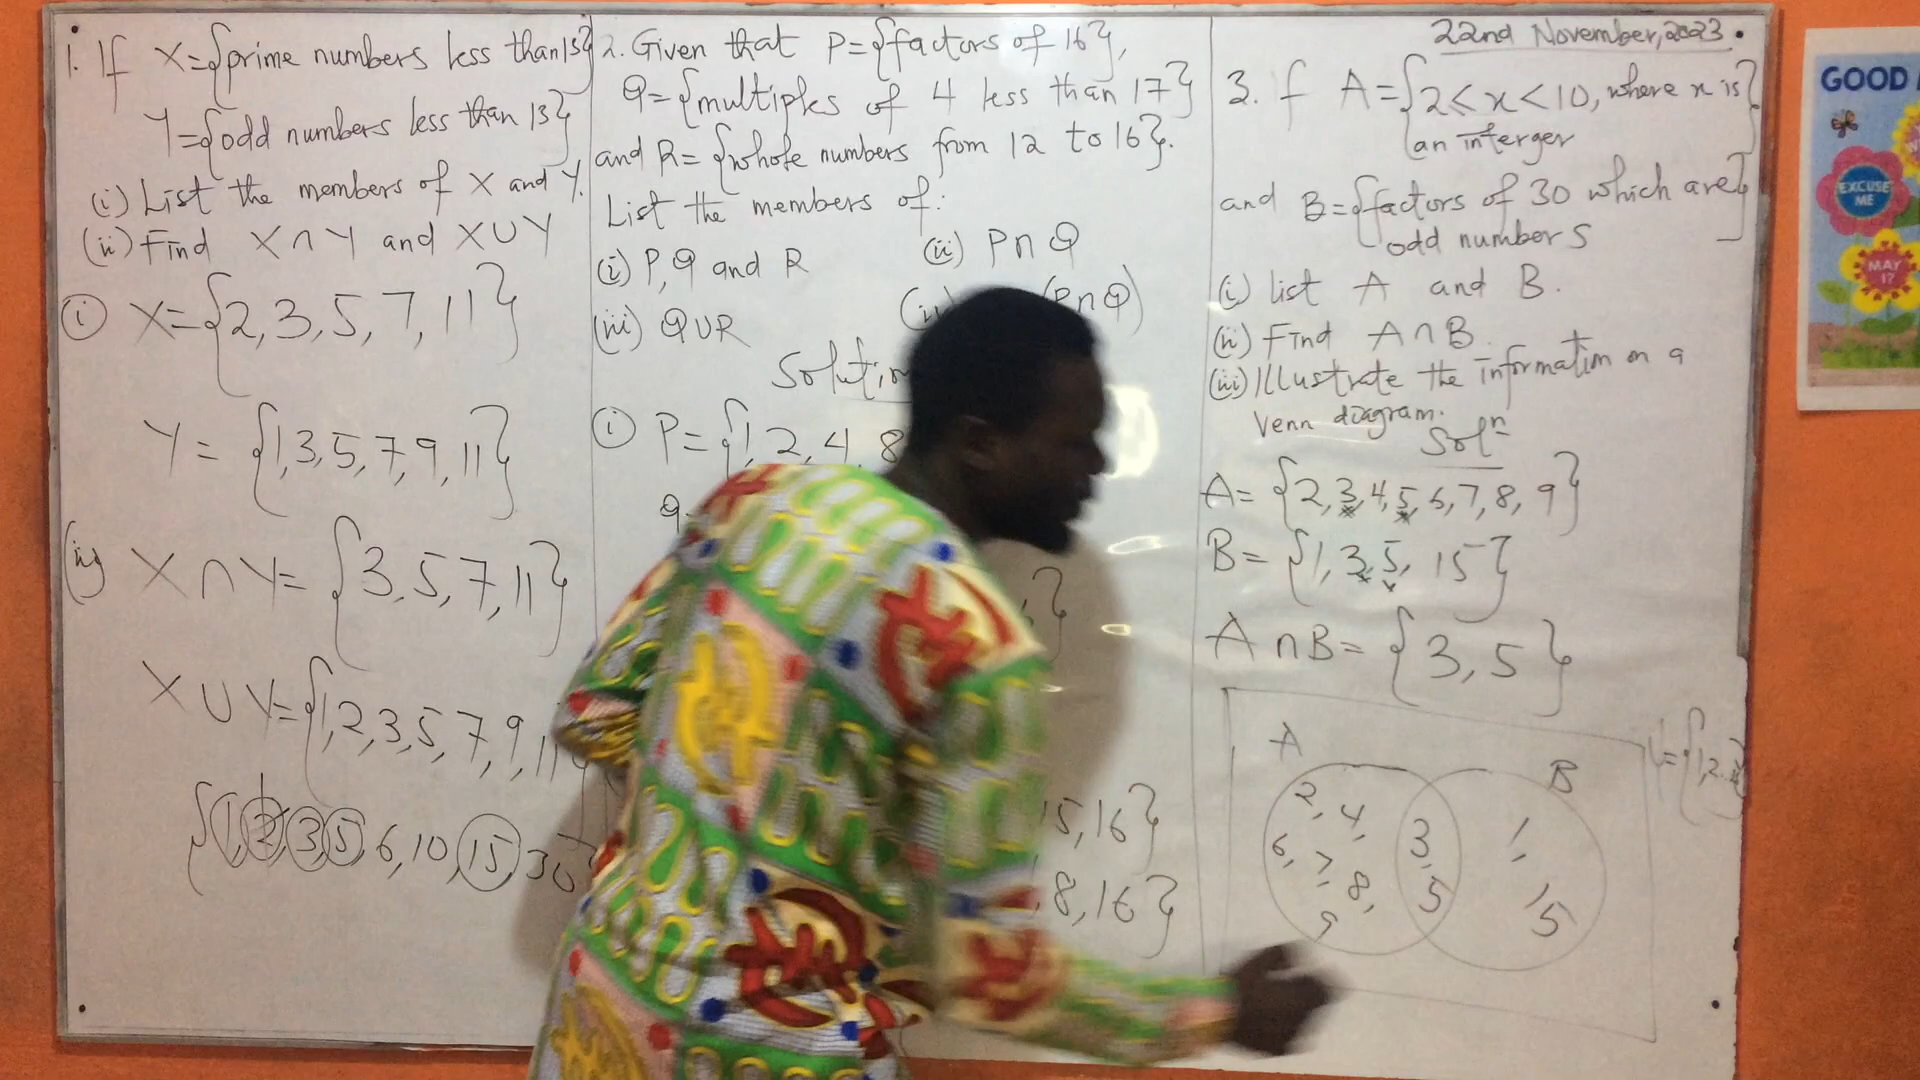 1. If X={prime numbers less than 13}
Y={odd numbers less than 13}
(i) List the members of X and Y.
(ii) Find X∩Y and X∪Y
(i) X={2,3,5,7,11}
Y={1,3,5,7,9,11}
(ii) X∩Y={3,5,7,11}
X∪Y={1,2,3,5,7,9,11
{1,2,3,5,6,10,15,30
2. Given that P={factors of 16},
Q={multiples of 4 less than 17}
and R={whole numbers from 12 to 16}.
List the members of:
(i) P,Q and R
(ii) P∩Q
(iii) Q∪R
(P∩Q)
Solution
(i) P={1,2,4,8
Q
}
15,16}
8,16}
22nd November,2023.
3. If A={2<x<10, where x is
an interger}
and B={factors of 30 which are
odd numbers}
(i) list A and B.
(ii) Find A∩B.
(iii) Illustrate the information on a
Venn diagram.
Solⁿ
A={2,3,4,5,6,7,8,9}
B={1,3,5,15}
A∩B={3,5}
A
B
2, 4,
6, 7, 8,
9
3,
5
1,
15
GOOD
EXCUSE
ME
MAY
I?